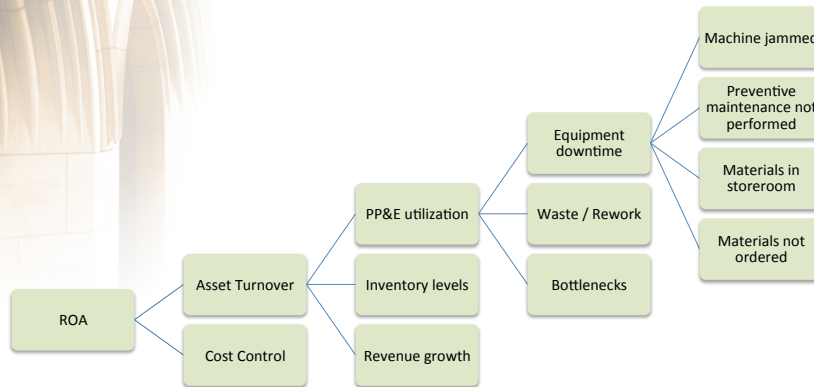 Machine jammed
Preventive
maintenance not
performed
Equipment
downtime
Materials in
storeroom
PP&E utilization
Waste / Rework
Materials not
ordered
Asset Turnover
Inventory levels
Bottlenecks
ROA
Cost Control
Revenue growth